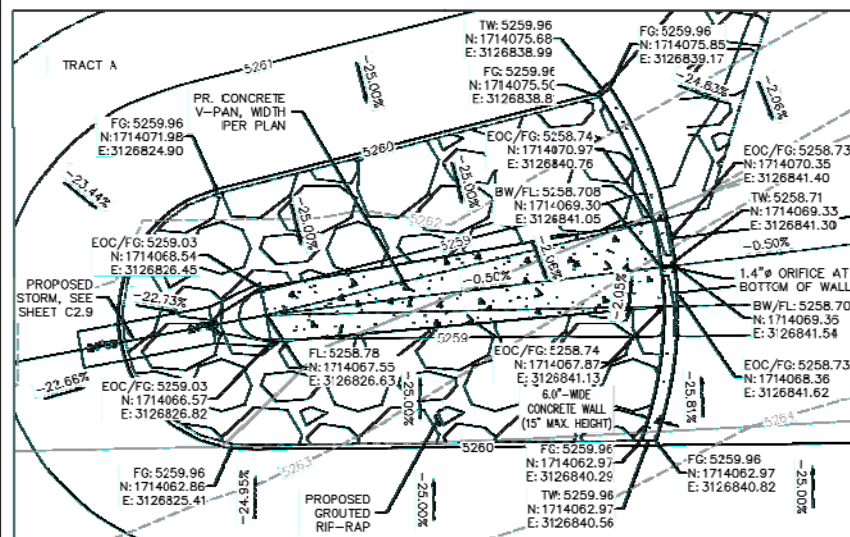 TW: 5259.96
N: 1714075.68
E: 3126838.99
FG: 5259.96
N: 1714075.85
E: 3126839.17
TRACT A
5261
-25.00%
FG: 5259.96
N: 1714075.50
E: 3126838.8
-24.83%
-2.06%
PR. CONCRETE
V-PAN, WIDTH
PER PLAN
FG: 5259.96
N: 1714071.98
E: 3126824.90
5260
EOC/FG: 5258.74
N: 1714070.97
E: 3126840.76
EOC/FG: 5258.73
N: 1714070.35
E: 3126841.40
-23.44%
-25.00%
-25.00%
BW/FL: 5258.708
N: 1714069.30
E: 3126841.05
TW: 5258.71
N: 1714069.33
E: 3126841.30
5262
5259
EOC/FG: 5259.03
N: 1714068.54
E: 3126826.45
-2.06%
-0.50%
-0.50%
1.4"ø ORIFICE AT
BOTTOM OF WALL
PROPOSED
STORM, SEE
SHEET C2.9
-22.73%
-2.05%
BW/FL: 5258.70
N: 1714069.36
E: 3126841.54
5259
FL: 5258.78
N: 1714067.55
E: 3126826.63
EOC/FG: 5258.74
N: 1714067.87
E: 3126841.13
EOC/FG: 5258.73
N: 1714068.36
E: 3126841.62
-22.66%
EOC/FG: 5259.03
N: 1714066.57
E: 3126826.82
-25.00%
6.0"-WIDE
CONCRETE WALL
(15" MAX. HEIGHT)
-25.81%
5264
5260
FG: 5259.96
N: 1714062.86
E: 3126825.41
5263
FG: 5259.96
N: 1714062.97
E: 3126840.29
FG: 5259.96
N: 1714062.97
E: 3126840.82
-24.95%
PROPOSED
GROUTED
RIP-RAP
-25.00%
TW: 5259.96
N: 1714062.97
E: 3126840.56
-25.00%